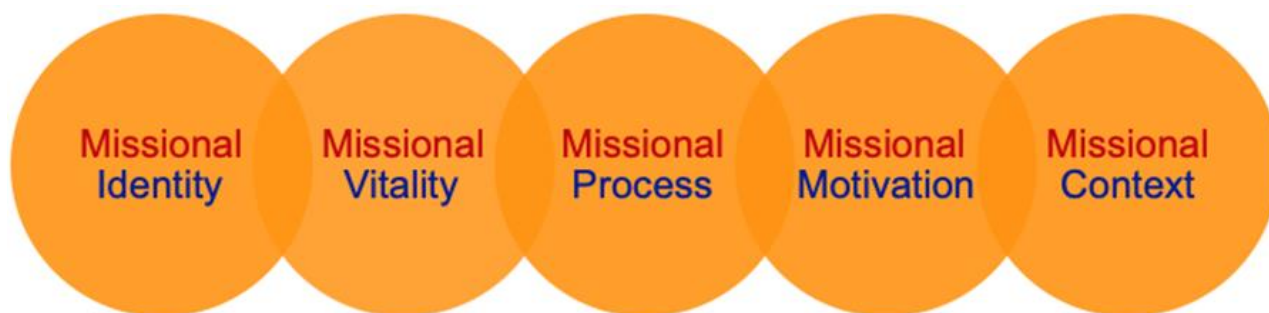 Missional
Identity
Missional
Vitality
Missional
Process
Missional
Motivation
Missional
Context